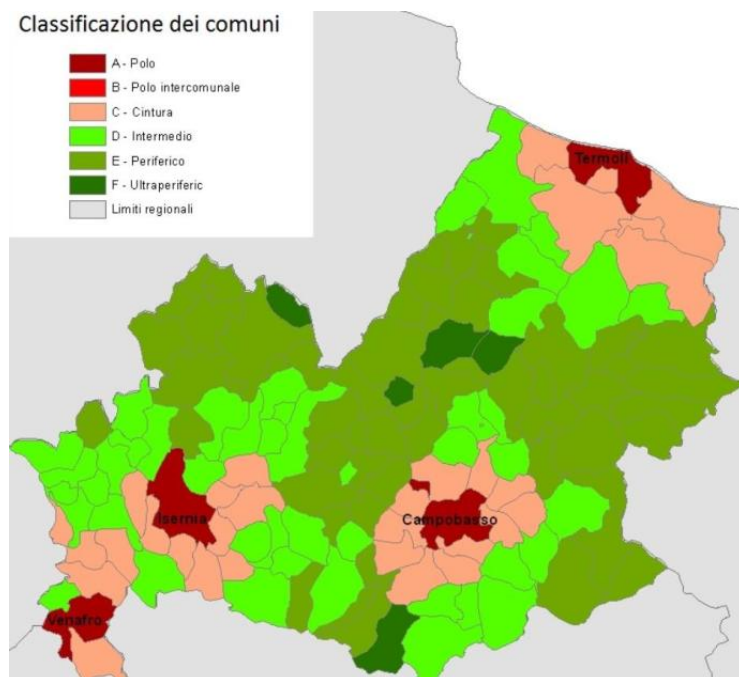 Classificazione dei comuni
A - Polo
B - Polo intercomunale
C - Cintura
D - Intermedio
E - Periferico
F - Ultraperiferic
Limiti regionali
Termoli
Isernia
Campobasso
Venafro